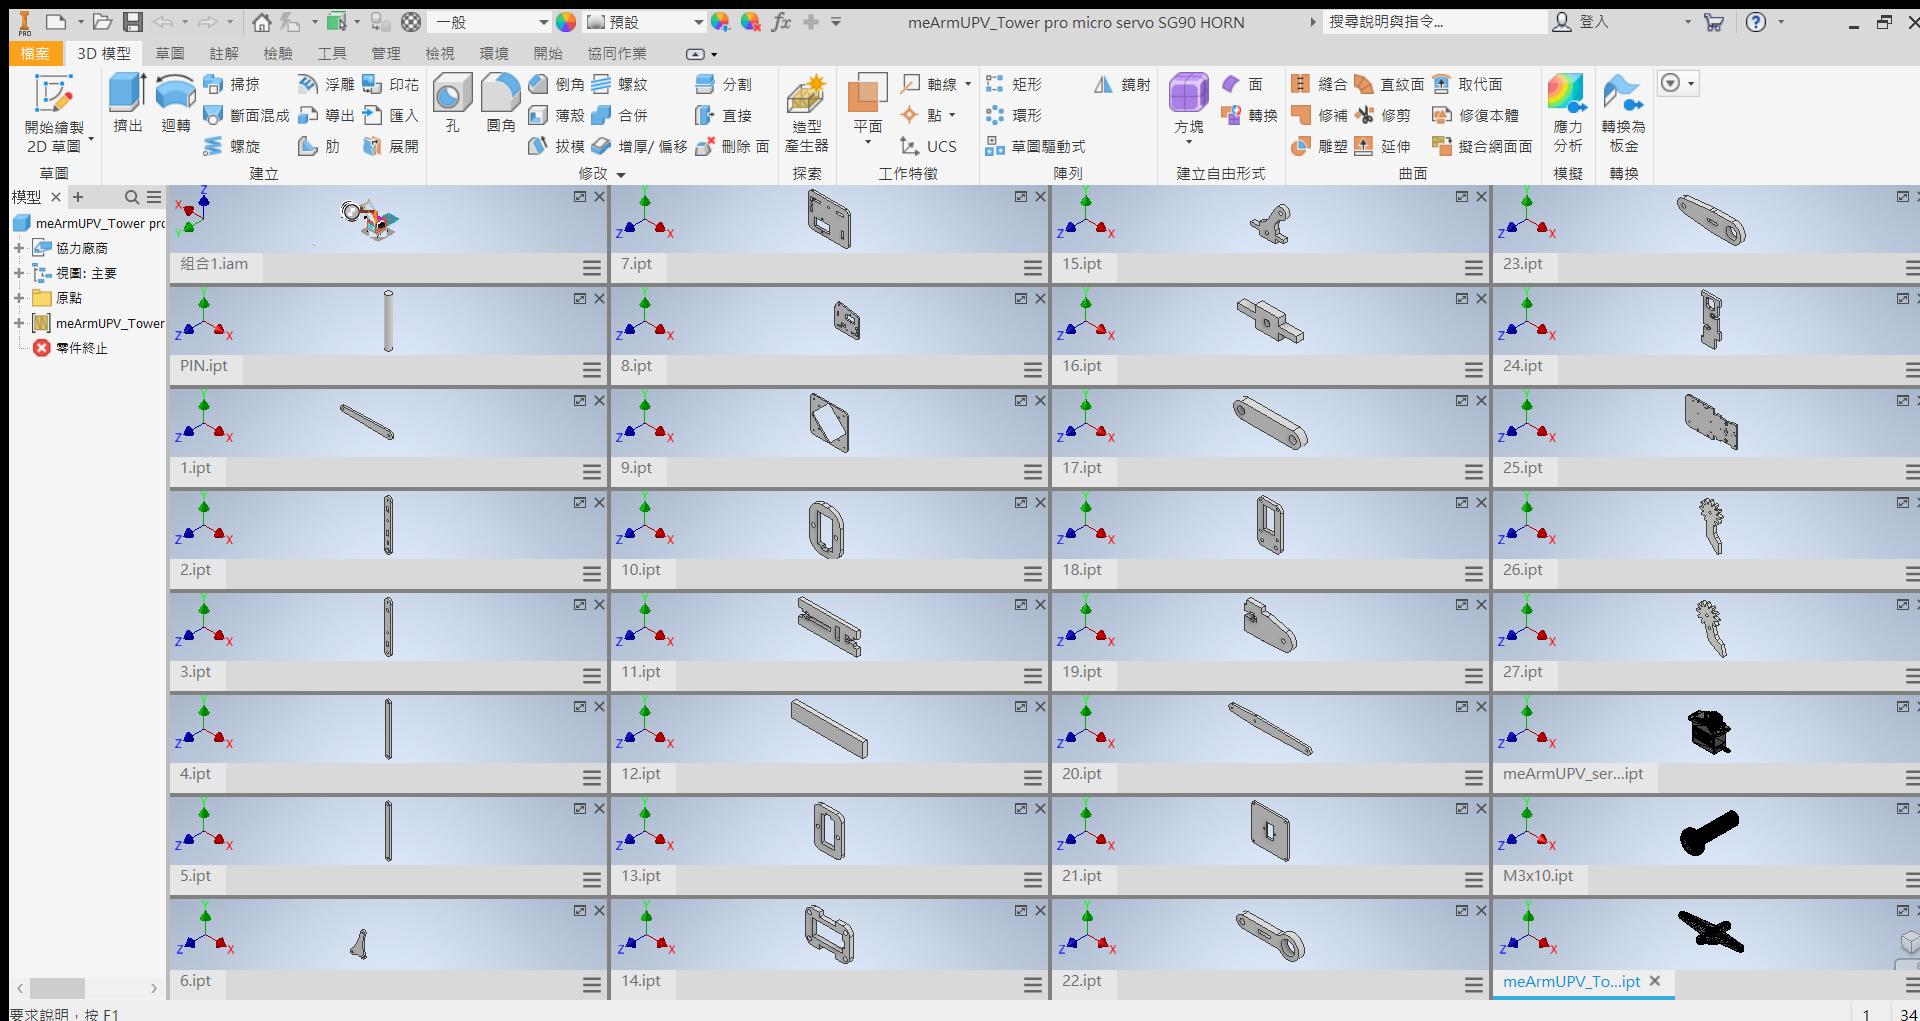 PRO 一般 預設 fx meArmUPV_Tower pro micro servo SG90 HORN 搜尋說明與指令... 登入
檔案 3D 模型 草圖 註解 檢驗 工具 管理 檢視 環境 開始 協同作業
開始繪製
2D 草圖
草圖
擠出 迴轉 掃掠 浮雕 印花
斷面混成 導出 匯入
螺旋 肋 展開
建立
孔 圓角 倒角 螺紋 分割
薄殼 合併 直接
拔模 增厚/ 偏移 刪除 面
修改
造型
產生器
探索
平面 軸線
點
UCS
工作特徵
矩形 鏡射
環形
草圖驅動式
陣列
方塊 面
轉換
建立自由形式
縫合 直紋面 取代面
修補 修剪 修復本體
雕塑 延伸 擬合網面面
曲面
應力
分析
模擬
轉換為
板金
轉換
模型
meArmUPV_Tower pro
協力廠商
視圖: 主要
原點
meArmUPV_Tower
零件終止
Z X Y
組合1.iam
Y Z X
7.ipt
Y Z X
15.ipt
Y Z X
23.ipt
Y Z X
PIN.ipt
Y Z X
8.ipt
Y Z X
16.ipt
Y Z X
24.ipt
Y Z X
1.ipt
Y Z X
9.ipt
Y Z X
17.ipt
Y Z X
25.ipt
Y Z X
2.ipt
Y Z X
10.ipt
Y Z X
18.ipt
Y Z X
26.ipt
Y Z X
3.ipt
Y Z X
11.ipt
Y Z X
19.ipt
Y Z X
27.ipt
Y Z X
4.ipt
Y Z X
12.ipt
Y Z X
20.ipt
Y Z X
meArmUPV_ser...ipt
Y Z X
5.ipt
Y Z X
13.ipt
Y Z X
21.ipt
Y Z X
M3x10.ipt
Y Z X
6.ipt
Y Z X
14.ipt
Y Z X
22.ipt
Y Z X
meArmUPV_To...ipt
要求說明，按 F1
1 34